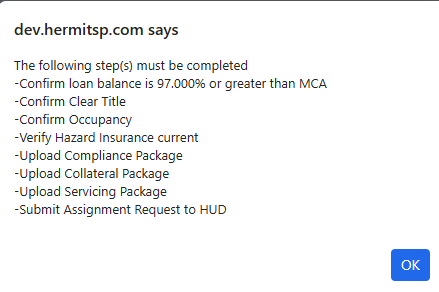 dev.hermitsp.com says
The following step(s) must be completed
-Confirm loan balance is 97.000% or greater than MCA
-Confirm Clear Title
-Confirm Occupancy
-Verify Hazard Insurance current
-Upload Compliance Package
-Upload Collateral Package
-Upload Servicing Package
-Submit Assignment Request to HUD
OK